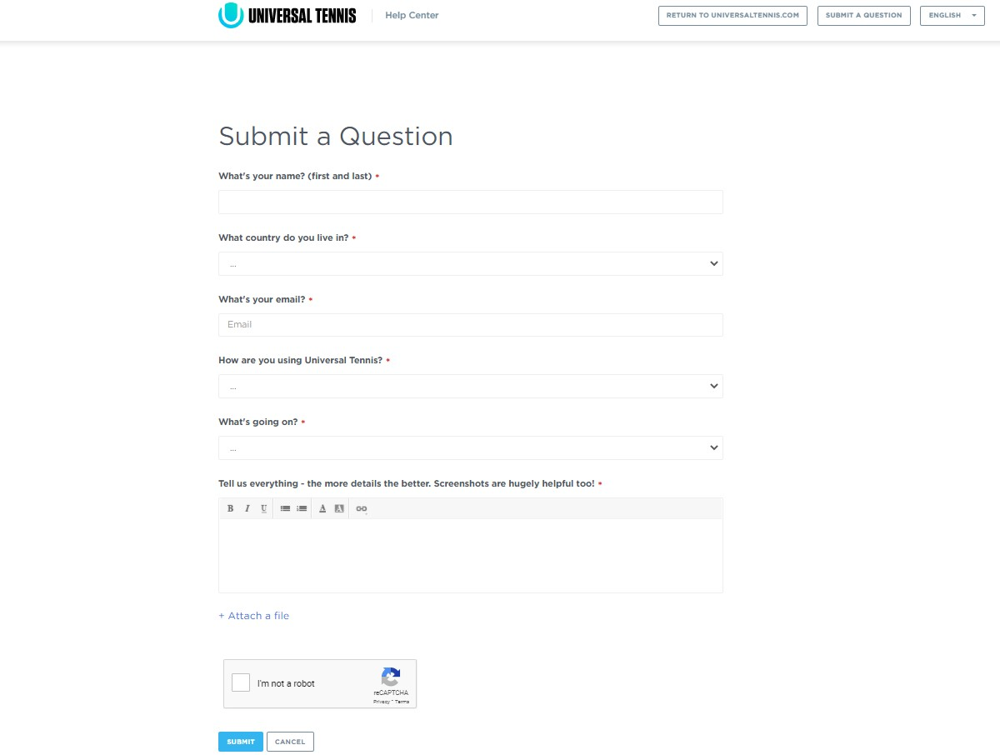 UNIVERSAL TENNIS Help Center RETURN TO UNIVERSALTENNIS.COM SUBMIT A QUESTION ENGLISH
Submit a Question
What's your name? (first and last) *
What country do you live in? *
...
What's your email? *
Email
How are you using Universal Tennis? *
...
What's going on? *
...
Tell us everything - the more details the better. Screenshots are hugely helpful too! *
B I U A A
+ Attach a file
I'm not a robot
reCAPTCHA
Privacy - Terms
SUBMIT CANCEL